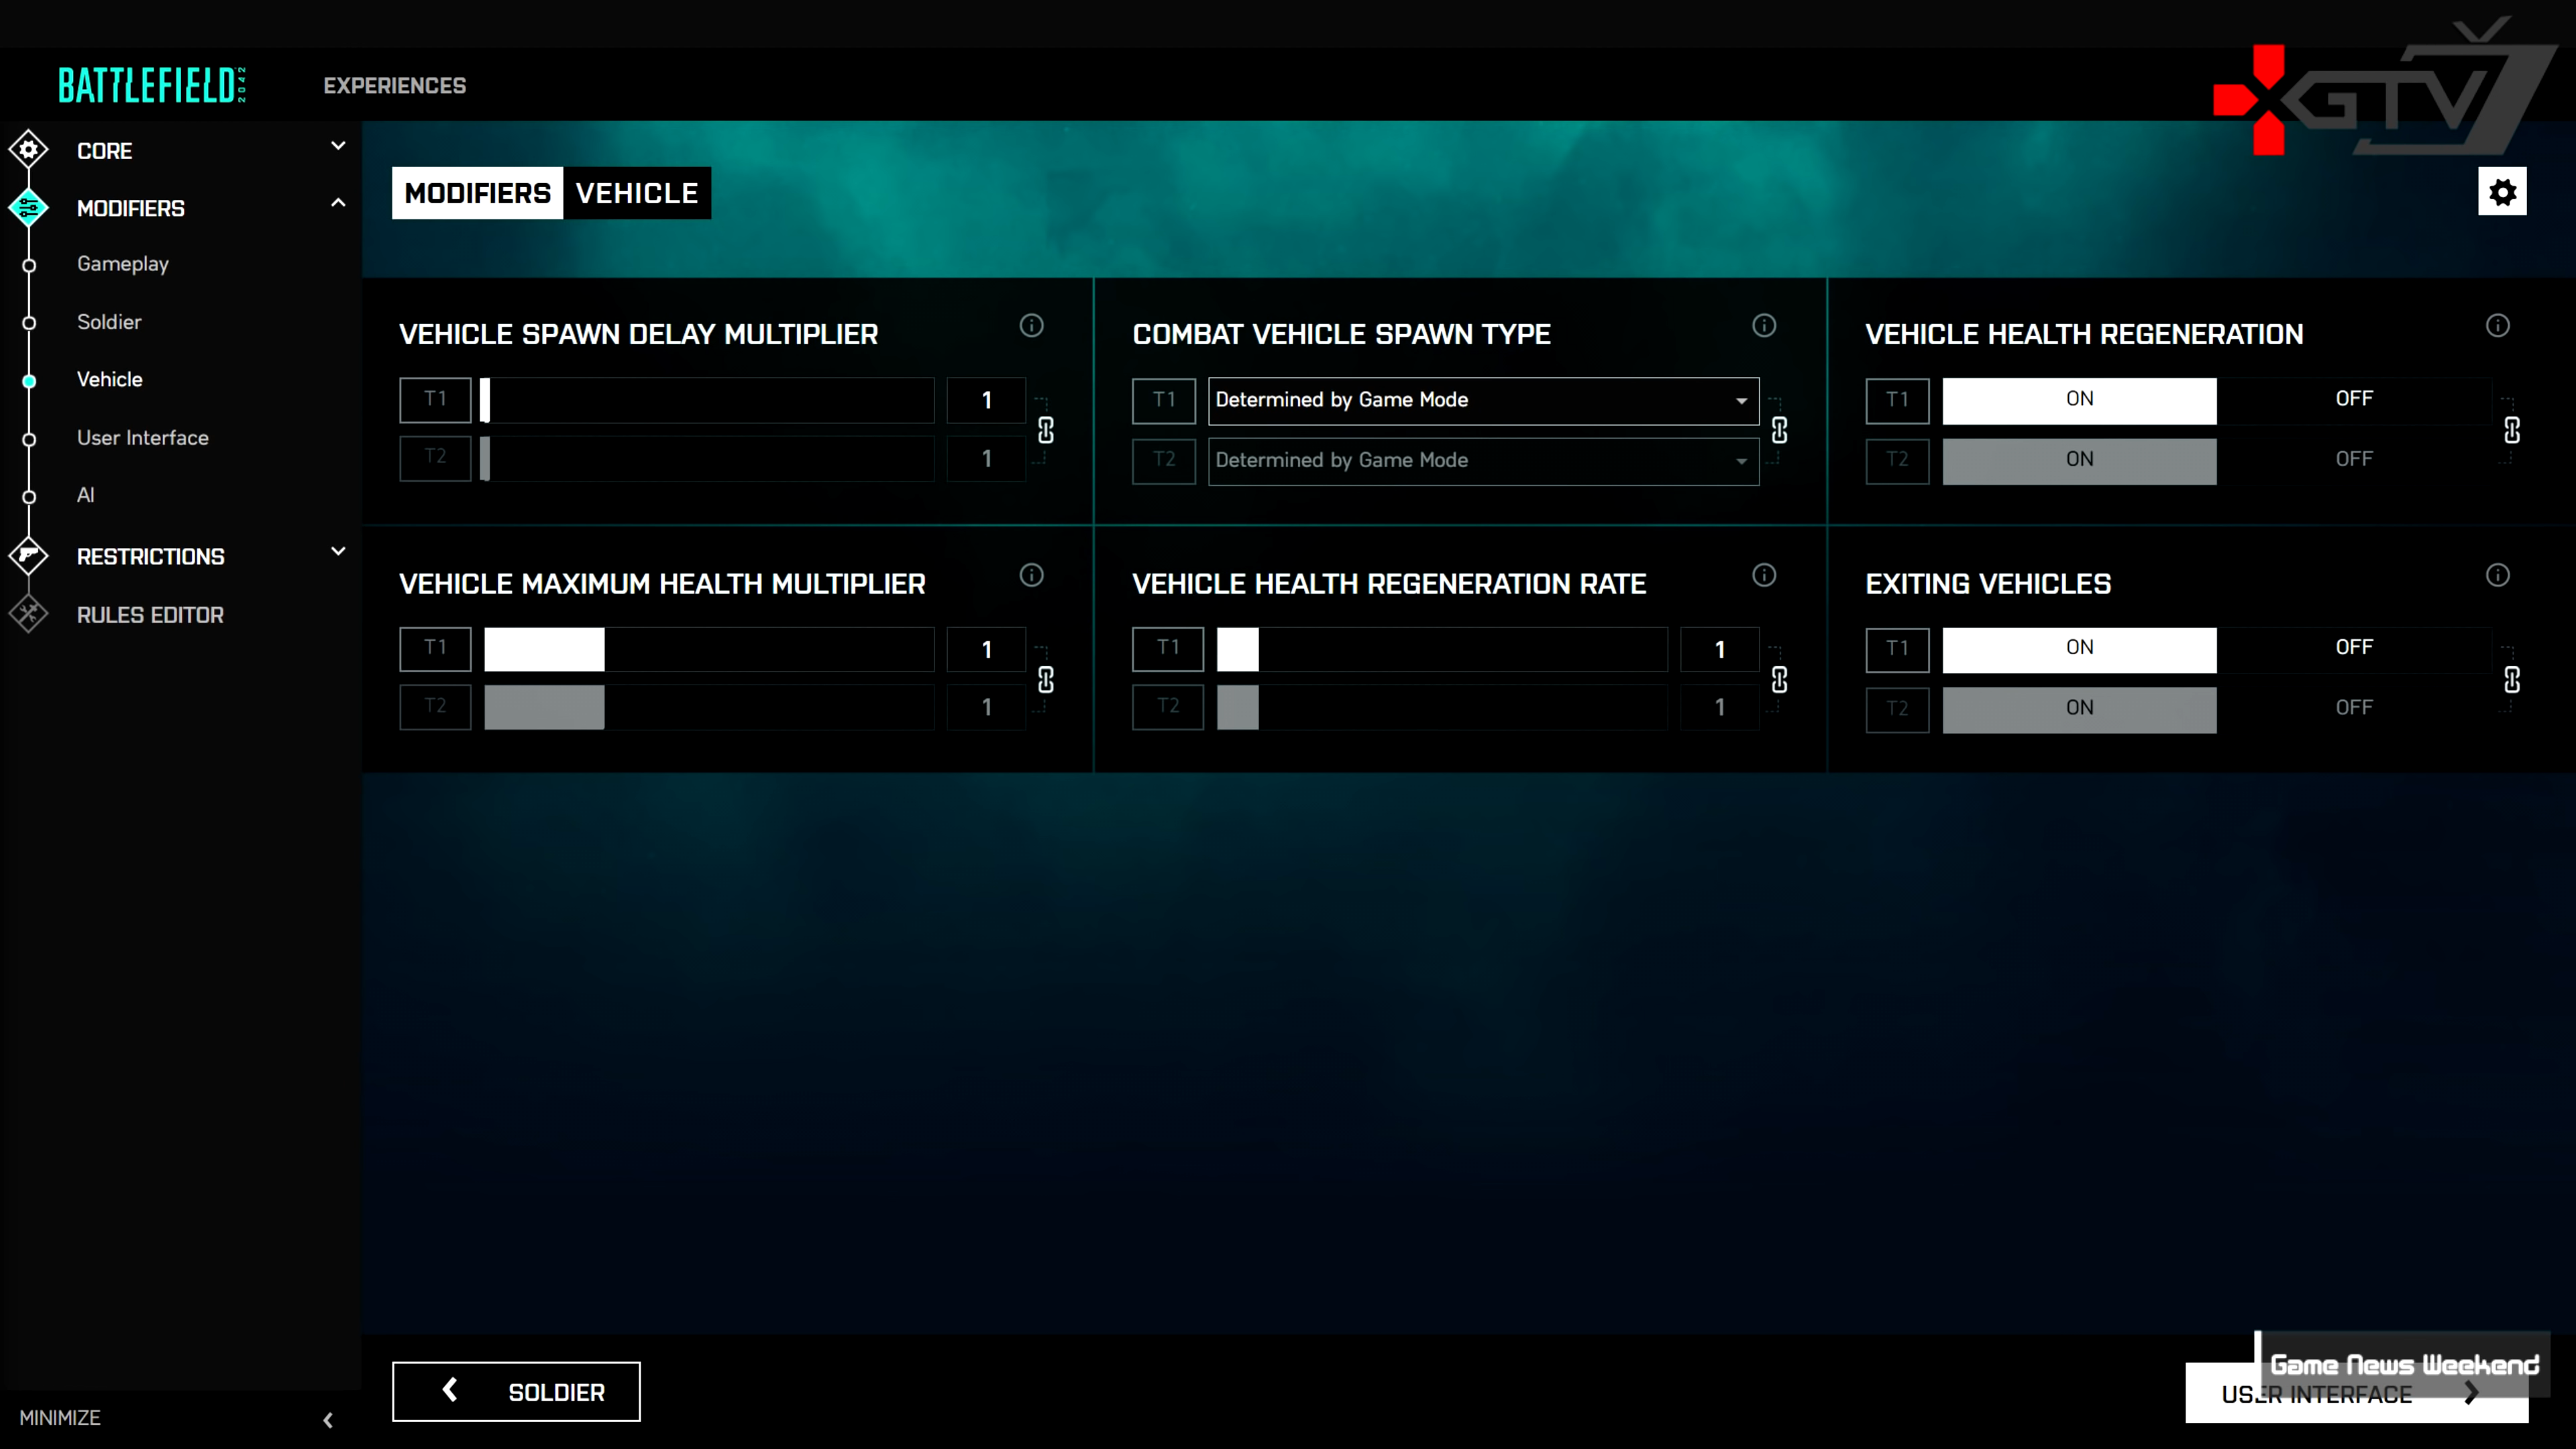 BATTLEFIELD 2042
EXPERIENCES
GTV
CORE
MODIFIERS
Gameplay
Soldier
Vehicle
User Interface
AI
RESTRICTIONS
RULES EDITOR
MINIMIZE
MODIFIERS VEHICLE
VEHICLE SPAWN DELAY MULTIPLIER
T1 1
T2 1
COMBAT VEHICLE SPAWN TYPE
T1 Determined by Game Mode
T2 Determined by Game Mode
VEHICLE HEALTH REGENERATION
T1 ON OFF
T2 ON OFF
VEHICLE MAXIMUM HEALTH MULTIPLIER
T1 1
T2 1
VEHICLE HEALTH REGENERATION RATE
T1 1
T2 1
EXITING VEHICLES
T1 ON OFF
T2 ON OFF
SOLDIER
Game News Weekend
USER INTERFACE